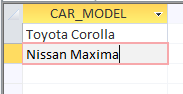 CAR_MODEL
Toyota Corolla
Nissan Maxima